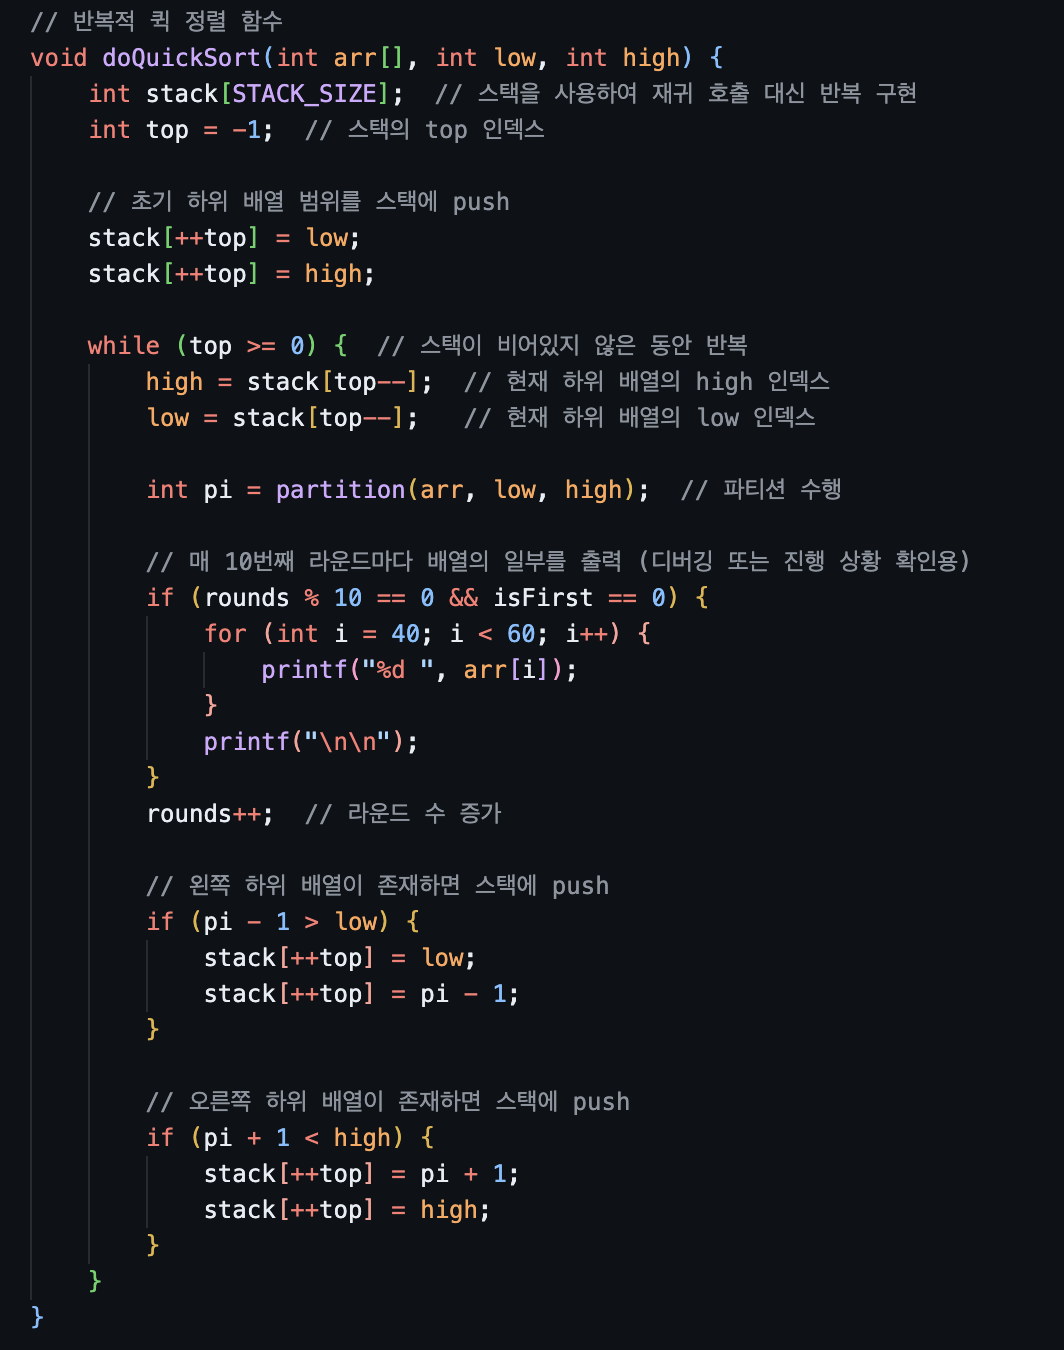 // 반복적 퀵 정렬 함수
void doQuickSort(int arr[], int low, int high) {
    int stack[STACK_SIZE];  // 스택을 사용하여 재귀 호출 대신 반복 구현
    int top = -1;  // 스택의 top 인덱스

    // 초기 하위 배열 범위를 스택에 push
    stack[++top] = low;
    stack[++top] = high;

    while (top >= 0) {  // 스택이 비어있지 않은 동안 반복
        high = stack[top--];  // 현재 하위 배열의 high 인덱스
        low = stack[top--];   // 현재 하위 배열의 low 인덱스

        int pi = partition(arr, low, high);  // 파티션 수행

        // 매 10번째 라운드마다 배열의 일부를 출력 (디버깅 또는 진행 상황 확인용)
        if (rounds % 10 == 0 && isFirst == 0) {
            for (int i = 40; i < 60; i++) {
                printf("%d ", arr[i]);
            }
            printf("\n\n");
        }
        rounds++;  // 라운드 수 증가

        // 왼쪽 하위 배열이 존재하면 스택에 push
        if (pi - 1 > low) {
            stack[++top] = low;
            stack[++top] = pi - 1;
        }

        // 오른쪽 하위 배열이 존재하면 스택에 push
        if (pi + 1 < high) {
            stack[++top] = pi + 1;
            stack[++top] = high;
        }
    }
}